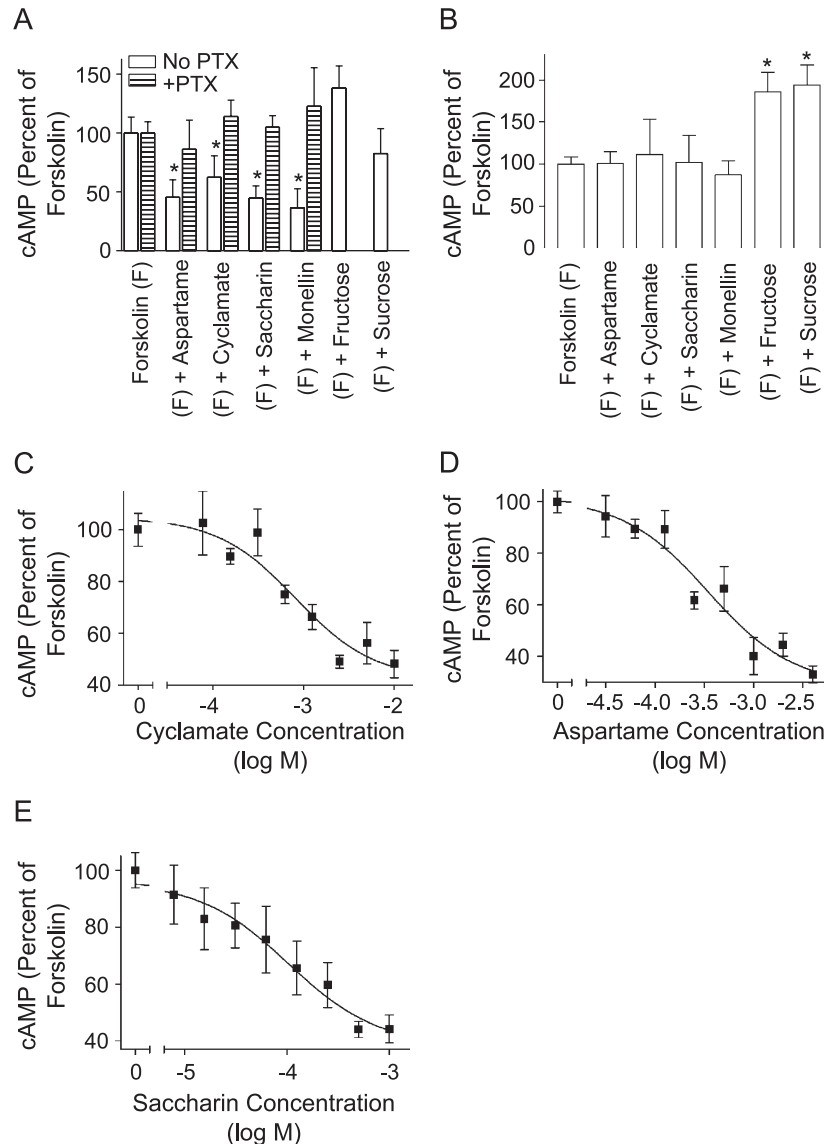 A
cAMP (Percent of
Forskolin)
150
100
50
0
No PTX
+PTX
*
*
*
*
Forskolin (F)
(F) + Aspartame
(F) + Cyclamate
(F) + Saccharin
(F) + Monellin
(F) + Fructose
(F) + Sucrose
B
cAMP (Percent of
Forskolin)
200
150
100
50
0
*
*
Forskolin (F)
(F) + Aspartame
(F) + Cyclamate
(F) + Saccharin
(F) + Monellin
(F) + Fructose
(F) + Sucrose
C
cAMP (Percent of
Forskolin)
100
80
60
40
0 -4 -3 -2
Cyclamate Concentration
(log M)
D
cAMP (Percent of
Forskolin)
100
80
60
40
0 -4.5 -4.0 -3.5 -3.0 -2.5
Aspartame Concentration
(log M)
E
cAMP (Percent of
Forskolin)
100
80
60
40
0 -5 -4 -3
Saccharin Concentration
(log M)